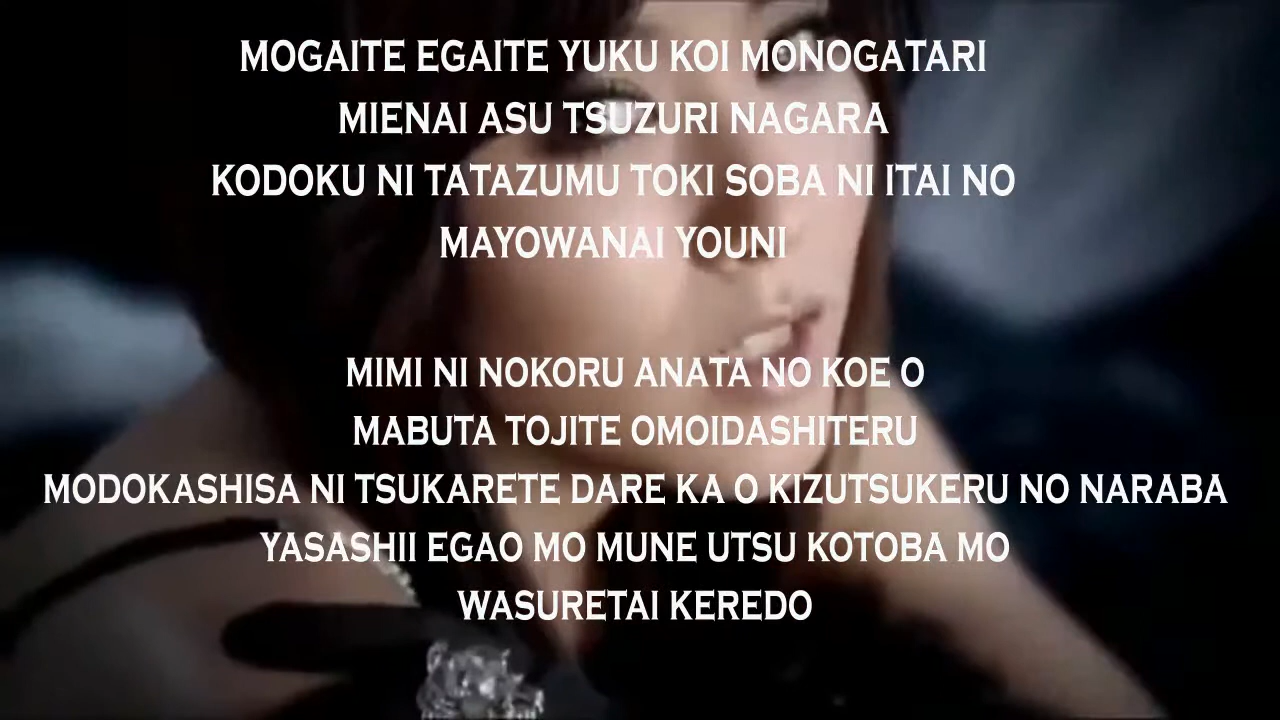 MOGAITE EGAITE YUKU KOI MONOGATARI
MIENAI ASU TSUZURI NAGARA
KODOKU NI TATAZUMU TOKI SOBA NI ITAI NO
MAYOWANAI YOUNI
MIMI NI NOKORU ANATA NO KOE O
MABUTA TOJITE OMOIDASHITERU
MODOKASHISA NI TSUKARETE DARE KA O KIZUTSUKERU NO NARABA
YASASHII EGAO MO MUNE UTSU KOTOBA MO
WASURETAI KEREDO